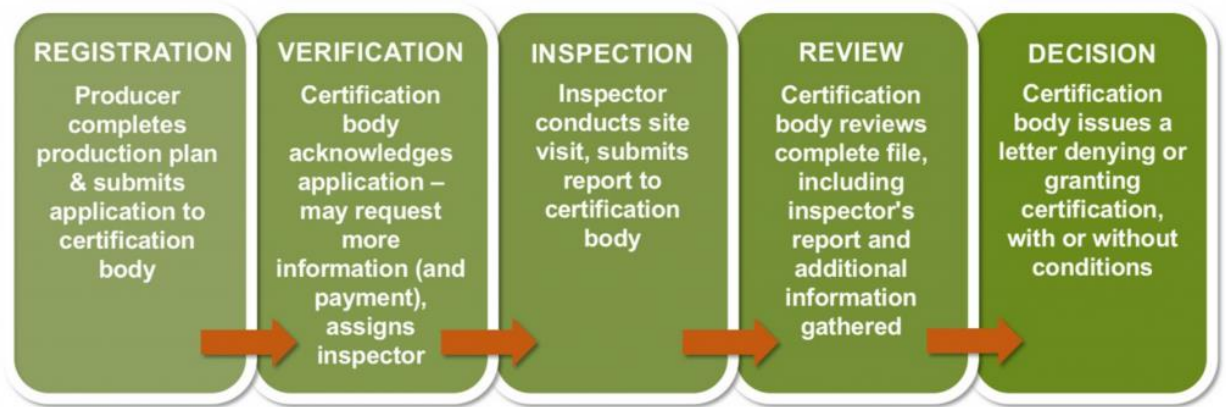 REGISTRATION
Producer
completes
production plan
& submits
application to
certification
body
VERIFICATION
Certification
body
acknowledges
application –
may request
more
information (and
payment),
assigns
inspector
INSPECTION
Inspector
conducts site
visit, submits
report to
certification
body
REVIEW
Certification
body reviews
complete file,
including
inspector's
report and
additional
information
gathered
DECISION
Certification
body issues a
letter denying or
granting
certification,
with or without
conditions